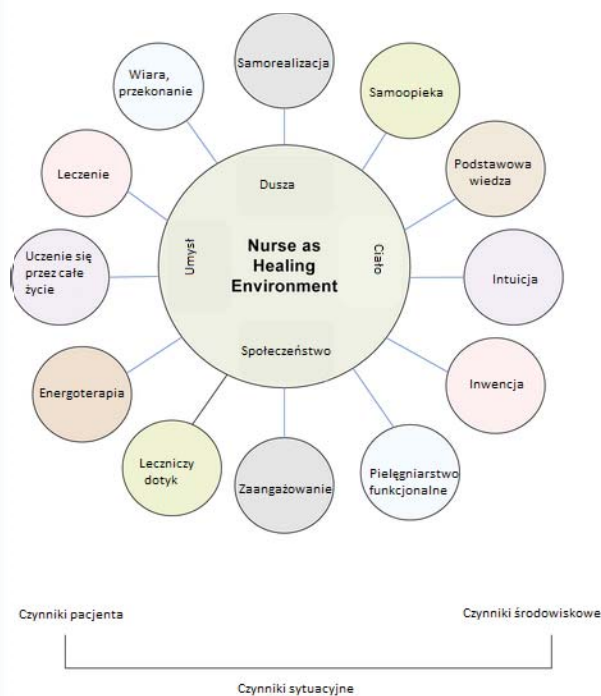 Samorealizacja
Wiara,
przekonanie
Samoopieka
Leczenie
Podstawowa
wiedza
Dusza
Umysł
Nurse as
Healing
Environment
Ciało
Uczenie się
przez całe
życie
Intuicja
Społeczeństwo
Energoterapia
Inwencja
Leczniczy
dotyk
Zaangażowanie
Pielęgniarstwo
funkcjonalne
Czynniki pacjenta
Czynniki środowiskowe
Czynniki sytuacyjne